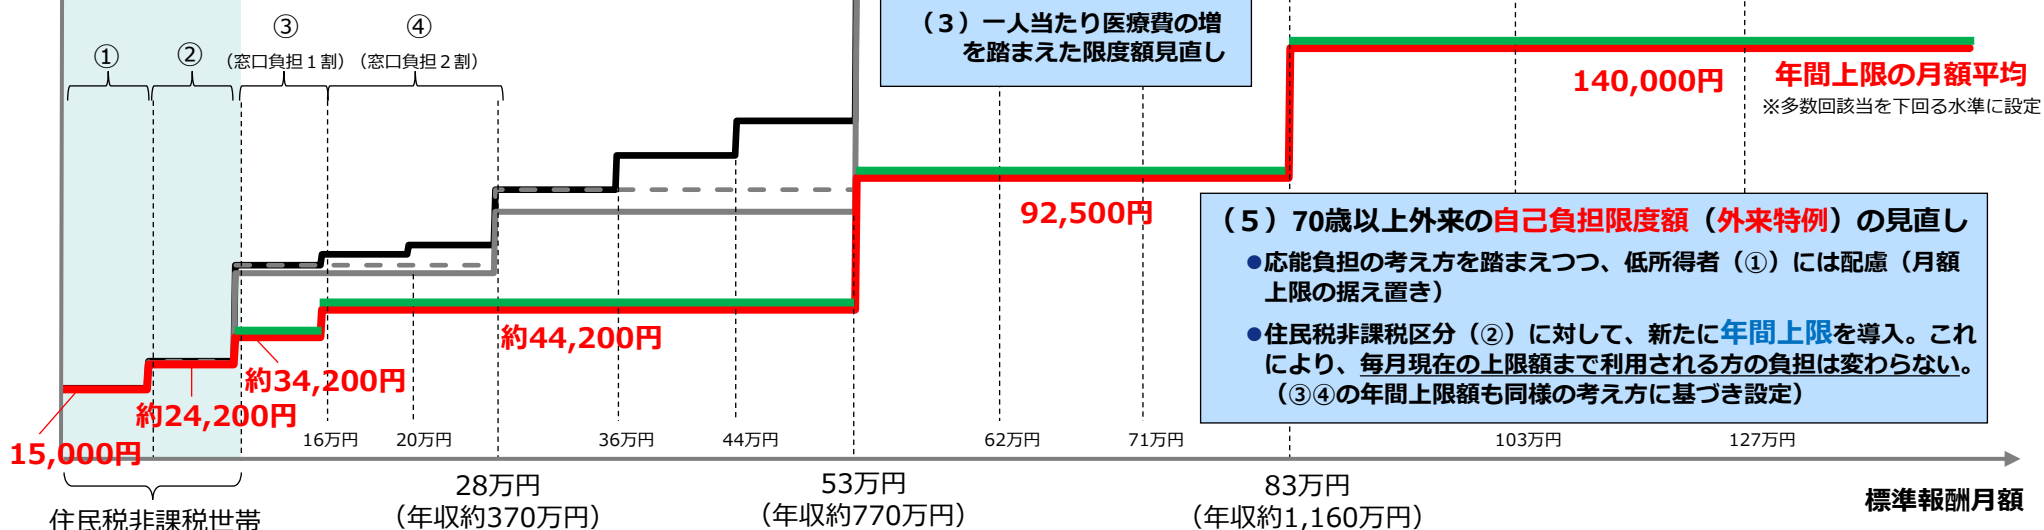 （３）一人当たり医療費の増
を踏まえた限度額見直し
①
②
③
（窓口負担１割）
④
（窓口負担２割）
140,000円
年間上限の月額平均
※多数回該当を下回る水準に設定
92,500円
約44,200円
約34,200円
約24,200円
15,000円
（５）70歳以上外来の自己負担限度額（外来特例）の見直し
●応能負担の考え方を踏まえつつ、低所得者（①）には配慮（月額
上限の据え置き）
●住民税非課税区分（②）に対して、新たに年間上限を導入。これ
により、毎月現在の上限額まで利用される方の負担は変わらない。
（③④の年間上限額も同様の考え方に基づき設定）
16万円
20万円
36万円
44万円
62万円
71万円
103万円
127万円
28万円
（年収約370万円）
53万円
（年収約770万円）
83万円
（年収約1,160万円）
標準報酬月額
住民税非課税世帯